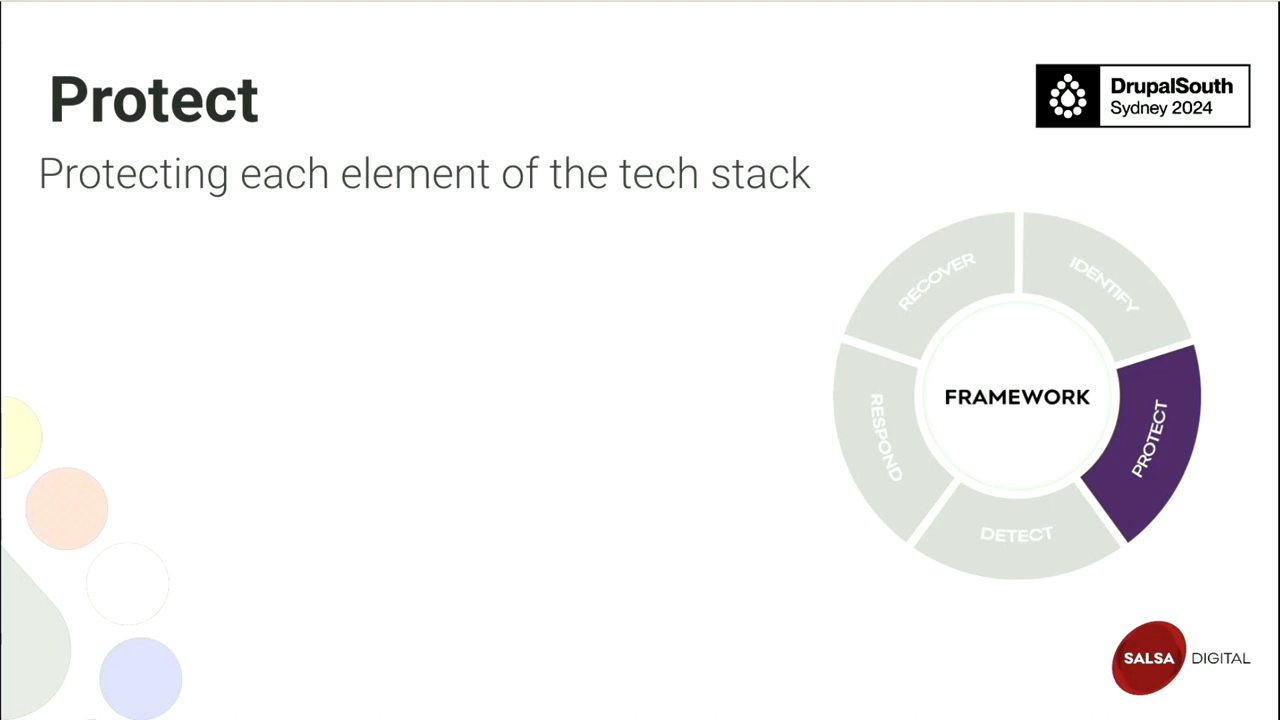 Protect
DrupalSouth
Sydney 2024
Protecting each element of the tech stack
RECOVER
IDENTIFY
FRAMEWORK
RESPOND
PROTECT
DETECT
SALSA DIGITAL